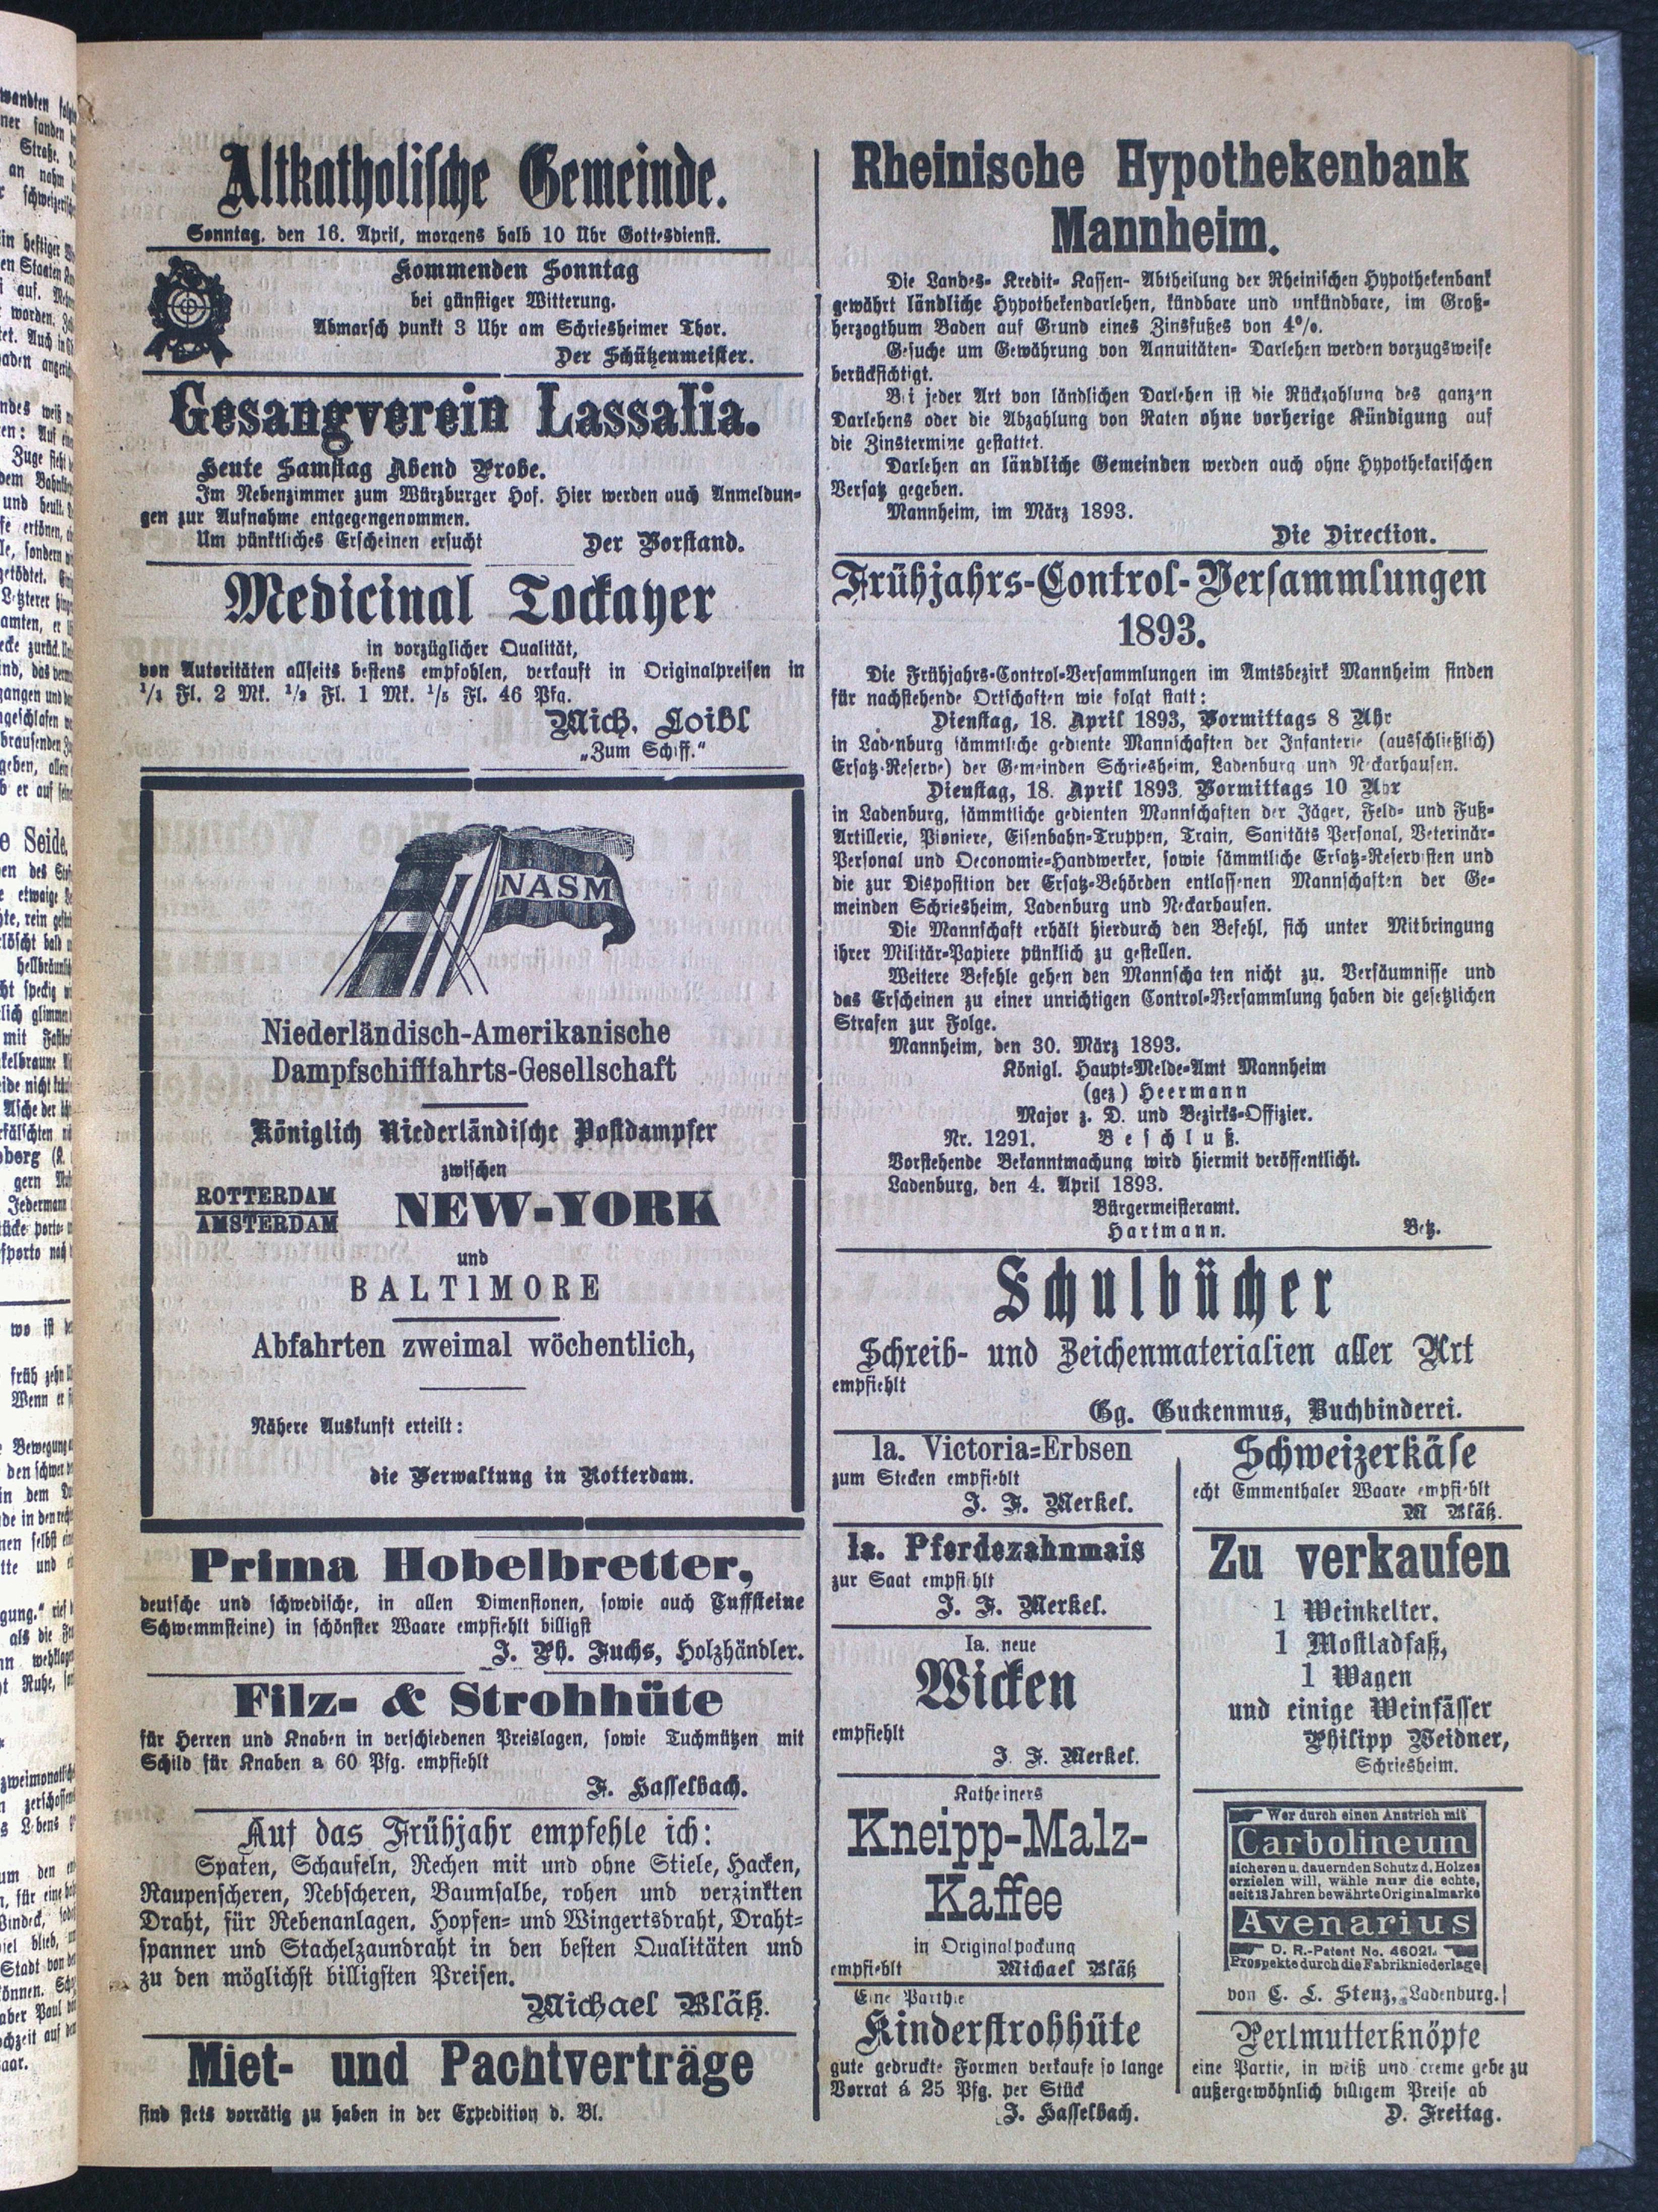 Altkatholische Gemeinde.
Sonntag, den 16. April, morgens halb 10 Uhr Gottesdienst.
Kommenden Sonntag
bei günstiger Witterung.
Abmarsch punkt 3 Uhr am Schriesheimer Thor.
Der Schützenmeister.
Gesangverein Lassalia.
Heute Samstag Abend Probe.
Im Nebenzimmer zum Würzburger Hof. Hier werden auch Anmeldun-
gen zur Aufnahme entgegengenommen.
Um pünktliches Erscheinen ersucht
Der Vorstand.
Medicinal Tockayer
in vorzüglicher Qualität,
von Autoritäten allseits bestens empfohlen, verkauft in Originalpreisen in
1/1 Fl. 2 Mk. 1/2 Fl. 1 Mk. 1/5 Fl. 46 Pfg.
Mich. Loibl
„Zum Schiff."
NASM
Niederländisch-Amerikanische
Dampfschifffahrts-Gesellschaft
Königlich Niederländische Postdampfer
zwischen
ROTTERDAM
AMSTERDAM
NEW-YORK
und
BALTIMORE
Abfahrten zweimal wöchentlich,
Nähere Auskunft erteilt:
die Verwaltung in Rotterdam.
Prima Hobelbretter,
deutsche und schwedische, in allen Dimensionen, sowie auch Tuffsteine
Schwemmsteine) in schönster Waare empfiehlt billigst
J. Ph. Fuchs, Holzhändler.
Filz- & Strohhüte
für Herren und Knaben in verschiedenen Preislagen, sowie Tuchmützen mit
Schild für Knaben a 60 Pfg. empfiehlt
F. Hasselbach.
Auf das Frühjahr empfehle ich:
Spaten, Schaufeln, Rechen mit und ohne Stiele, Hacken,
Raupenscheren, Rebscheren, Baumsalbe, rohen und verzinkten
Draht, für Rebenanlagen, Hopfen- und Wingertsdraht, Draht-
spanner und Stachelzaundraht in den besten Qualitäten und
zu den möglichst billigsten Preisen.
Michael Bläß.
Miet- und Pachtverträge
sind stets vorrätig zu haben in der Expedition d. Bl.
Rheinische Hypothekenbank
Mannheim.
Die Landes- Kredit- Kassen- Abtheilung der Rheinischen Hypothekenbank
gewährt ländliche Hypothekendarlehen, kündbare und unkündbare, im Groß-
herzogthum Baden auf Grund eines Zinsfußes von 4%.
Gesuche um Gewährung von Annuitäten- Darlehen werden vorzugsweise
berücksichtigt.
Bei jeder Art von ländlichen Darlehen ist die Rückzahlung des ganzen
Darlehens oder die Abzahlung von Raten ohne vorherige Kündigung auf
die Zinstermine gestattet.
Darlehen an ländliche Gemeinden werden auch ohne Hypothekarischen
Versatz gegeben.
Mannheim, im März 1893.
Die Direction.
Frühjahrs-Control-Versammlungen
1893.
Die Frühjahrs-Control-Versammlungen im Amtsbezirk Mannheim finden
für nachstehende Ortschaften wie folgt statt:
Dienstag, 18. April 1893, Vormittags 8 Uhr
in Ladenburg sämmtliche gediente Mannschaften der Infanterie (ausschließlich)
Ersatz-Reserve) der Gemeinden Schriesheim, Ladenburg und Neckarhausen.
Dienstag, 18. April 1893, Vormittags 10 Uhr
in Ladenburg, sämmtliche gedienten Mannschaften der Jäger, Feld- und Fuß-
Artillerie, Pioniere, Eisenbahn-Truppen, Train, Sanitäts Personal, Veterinär-
Personal und Oeconomie-Handwerker, sowie sämmtliche Ersatz-Reservisten und
die zur Disposition der Ersatz-Behörden entlassenen Mannschaften der Ge-
meinden Schriesheim, Ladenburg und Neckarhausen.
Die Mannschaft erhält hierdurch den Befehl, sich unter Mitbringung
ihrer Militär-Papiere pünklich zu gestellen.
Weitere Befehle gehen den Mannschaften nicht zu. Versäumnisse und
das Erscheinen zu einer unrichtigen Control-Versammlung haben die gesetzlichen
Strafen zur Folge.
Mannheim, den 30. März 1893.
Königl. Haupt-Melde-Amt Mannheim
(gez) Heermann
Major z. D. und Bezirks-Offizier.
Nr. 1291. Beschluß.
Vorstehende Bekanntmachung wird hiermit veröffentlicht.
Ladenburg, den 4. April 1893.
Bürgermeisteramt.
Hartmann. Betz.
Schulbücher
Schreib- und Zeichenmaterialien aller Art
empfiehlt
Gg. Guckenmus, Buchbinderei.
Ia. Victoria-Erbsen
zum Stecken empfiehlt
J. F. Merkel.
Ia. Pferdezahnmais
zur Saat empfiehlt
J. F. Merkel.
Ia. neue
Wicken
empfiehlt
J. F. Merkel.
Katheiners
Kneipp-Malz-
Kaffee
in Originalpackung
empfiehlt Michael Bläß
Eine Parthie
Kinderstrohhüte
gute gedruckte Formen verkaufe so lange
Vorrat á 25 Pfg. per Stück
J. Hasselbach.
Schweizerkäse
echt Emmenthaler Waare empfiehlt
M Bläß.
Zu verkaufen
1 Weinkelter,
1 Mostladfaß,
1 Wagen
und einige Weinfässer
Philipp Weidner,
Schriesheim.
Wer durch einen Anstrich mit
Carbolineum
sicheren u. dauernden Schutz d. Holzes
erzielen will, wähle nur die echte,
seit 18 Jahren bewährte Originalmarke
Avenarius
D. R.-Patent No. 46021.
Prospekte durch die Fabrikniederlage
von C. L. Stenz, Ladenburg.
Perlmutterknöpfe
eine Partie, in weiß und creme gebe zu
außergewöhnlich billigem Preise ab
D. Freitag.